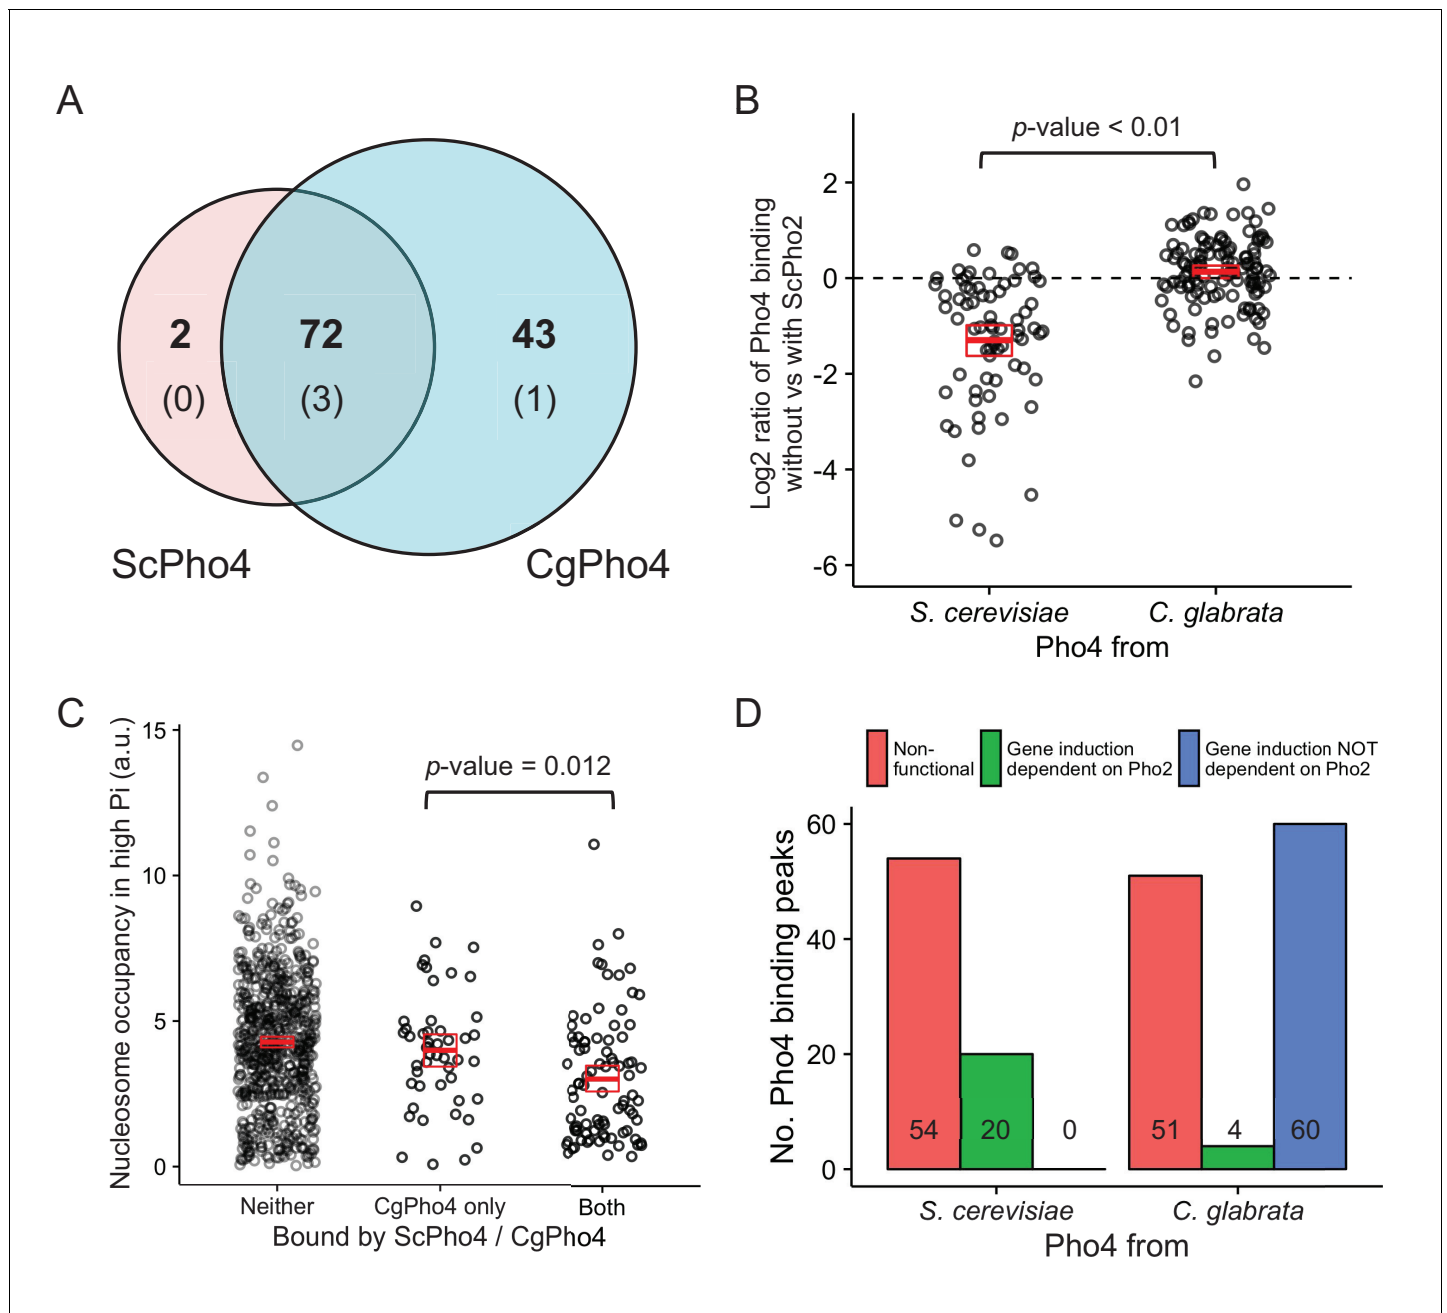 A
2
72
43
(0)
(3)
(1)
ScPho4
CgPho4
B
p-value < 0.01
Log2 ratio of Pho4 binding
without vs with ScPho2
2
0
-2
-4
-6
S. cerevisiae
C. glabrata
Pho4 from
C
Nucleosome occupancy in high Pi (a.u.)
15
10
5
0
p-value = 0.012
Neither
CgPho4 only
Both
Bound by ScPho4 / CgPho4
D
Non-
functional
Gene induction
dependent on Pho2
Gene induction NOT
dependent on Pho2
No. Pho4 binding peaks
60
40
20
0
54
20
0
51
4
60
S. cerevisiae
C. glabrata
Pho4 from